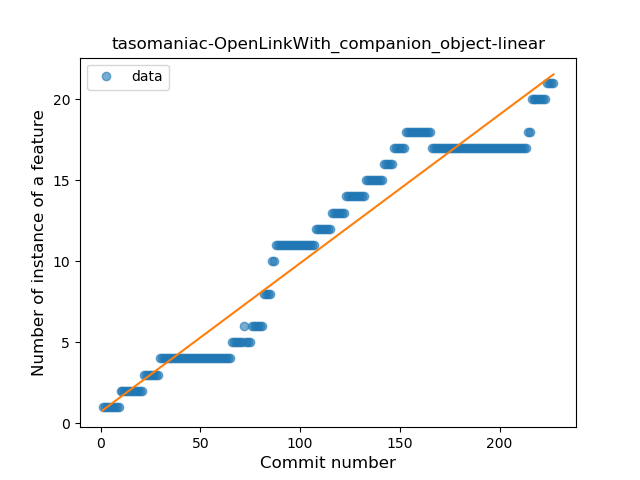 tasomaniac-OpenLinkWith_companion_object-linear
data
Number of instance of a feature
20
15
10
5
0
0 50 100 150 200
Commit number